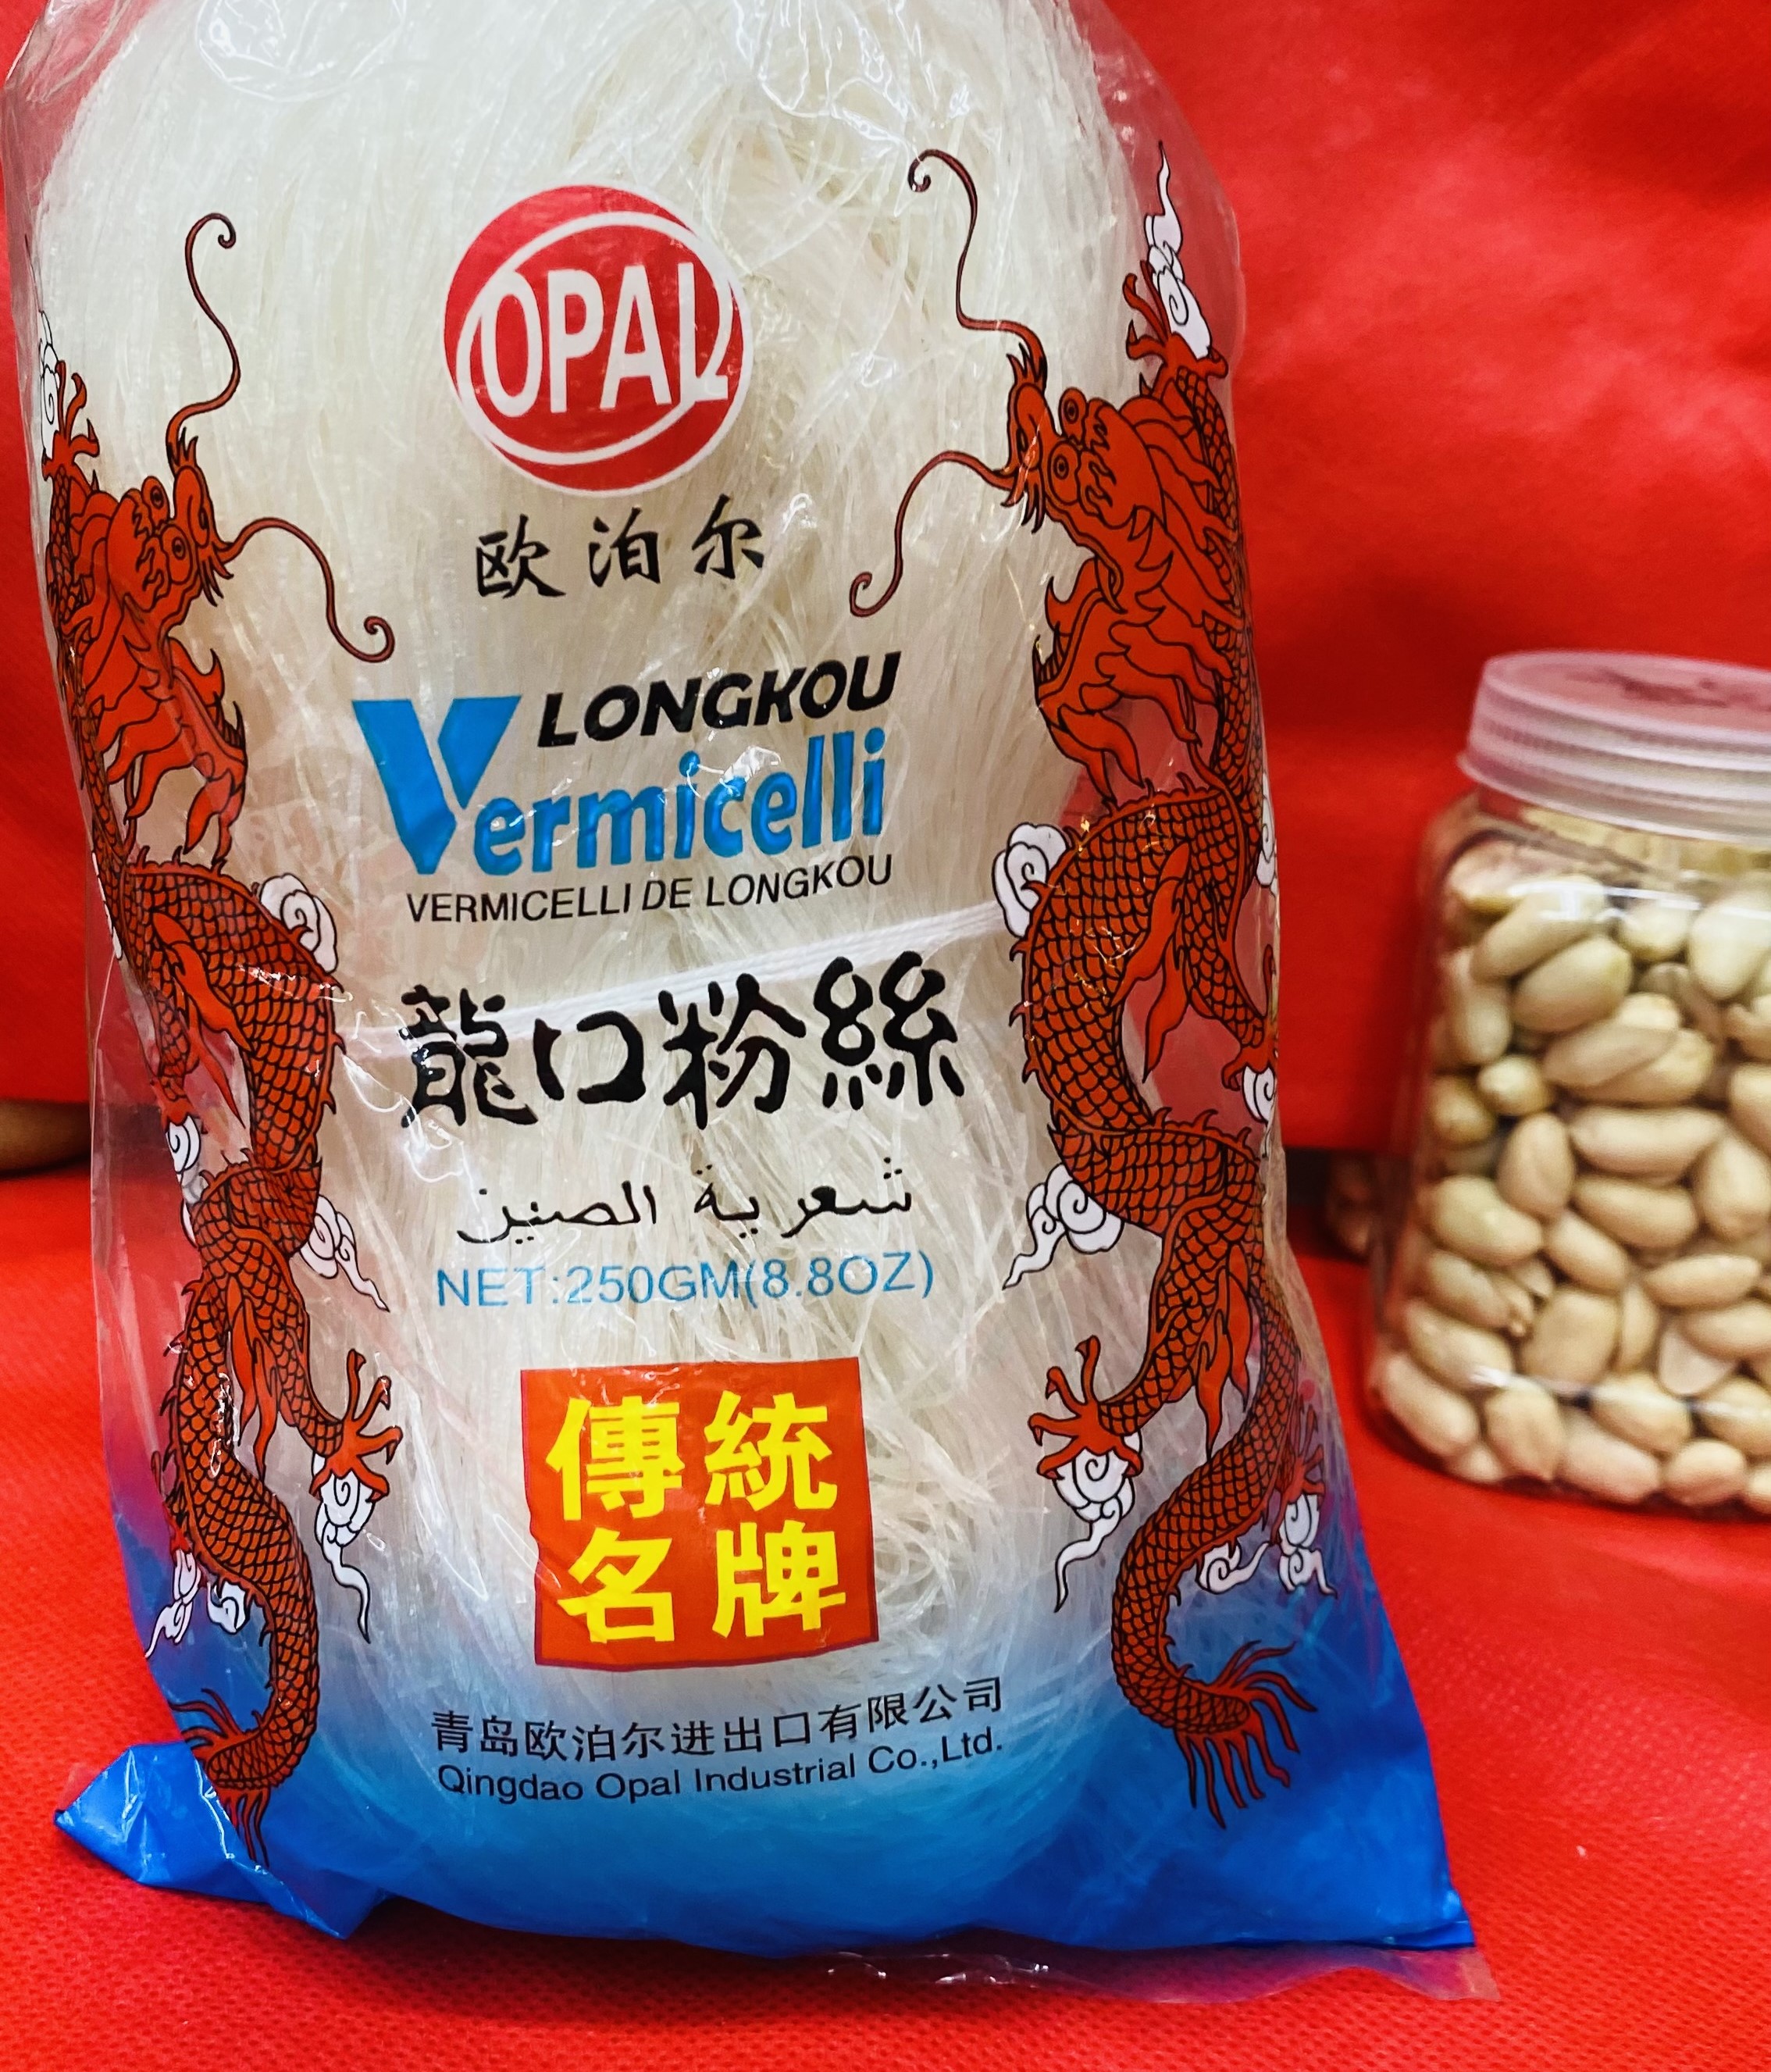 OPAL
欧泊尔
LONGKOU
Vermicelli
VERMICELLI DE LONGKOU
龍口粉絲
شعرية الصنيز
NET:250GM(8.8OZ)
傳統
名牌
青岛欧泊尔进出口有限公司
Qingdao Opal Industrial Co.,Ltd.